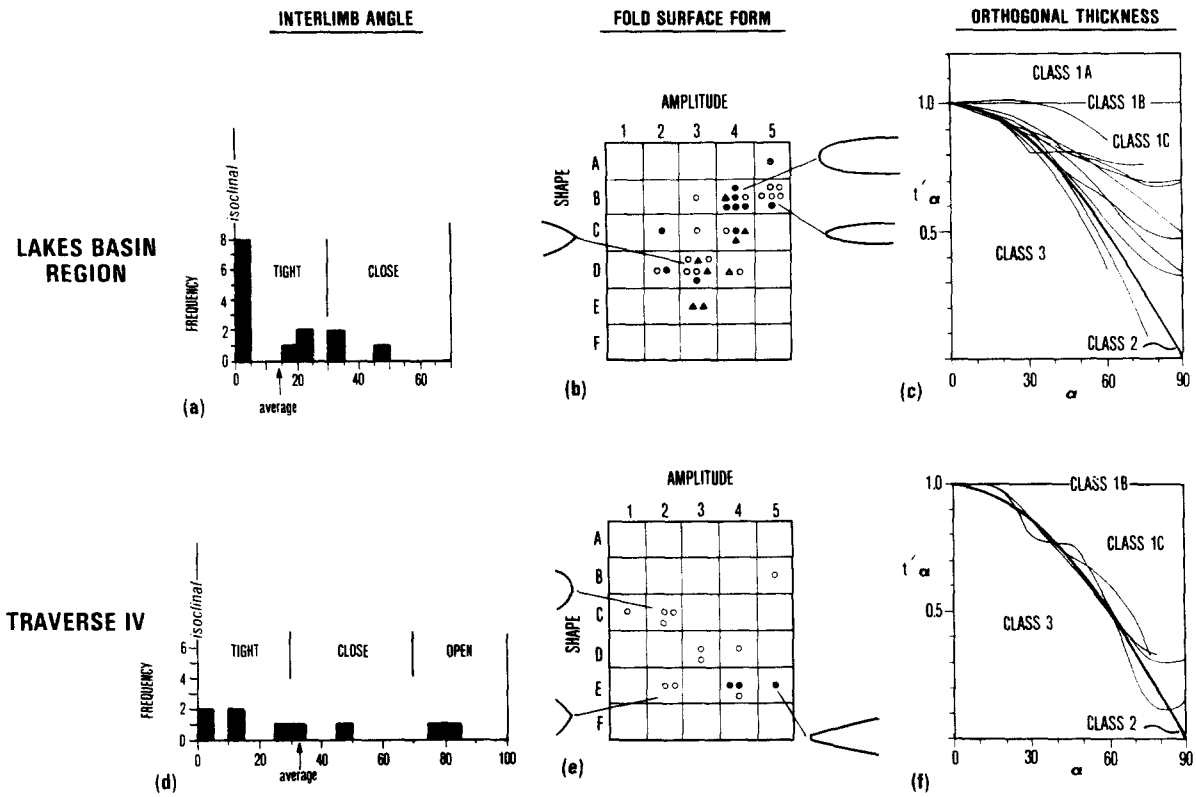 INTERLIMB ANGLE
FOLD SURFACE FORM
ORTHOGONAL THICKNESS
LAKES BASIN
REGION
isoclinal
TIGHT
CLOSE
FREQUENCY
8
6
4
2
0
0 20 40 60
average
(a)
AMPLITUDE
1 2 3 4 5
SHAPE
A
B
C
D
E
F
(b)
CLASS 1A
1.0
CLASS 1B
CLASS 1C
t´α
0.5
CLASS 3
CLASS 2
0 30 60 90
α
(c)
TRAVERSE IV
isoclinal
TIGHT
CLOSE
OPEN
FREQUENCY
6
4
2
0
0 20 40 60 80 100
average
(d)
AMPLITUDE
1 2 3 4 5
SHAPE
A
B
C
D
E
F
(e)
1.0
CLASS 1B
CLASS 1C
t´α
0.5
CLASS 3
CLASS 2
0 30 60 90
α
(f)